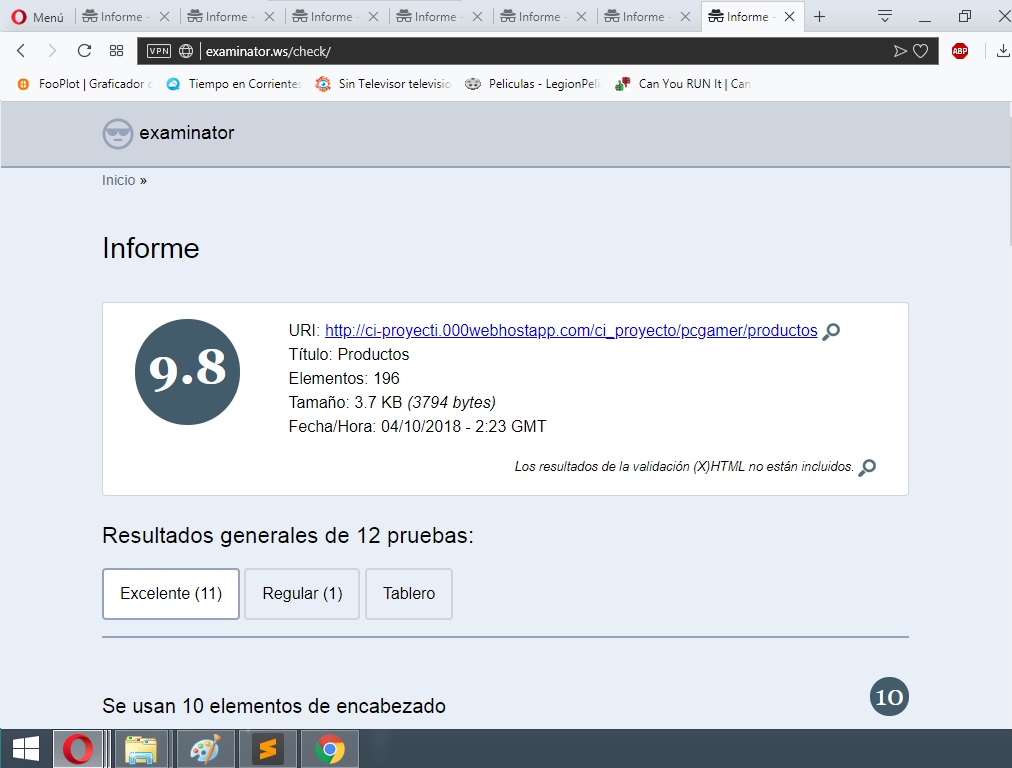 Menú Informe - Informe - Informe - Informe - Informe - Informe - Informe -
VPN examinator.ws/check/ ABP
FooPlot | Graficador Tiempo en Corrientes Sin Televisor televisio Peliculas - LegionPeli Can You RUN It | Can
examinator
Inicio »
Informe
9.8
URI: http://ci-proyecti.000webhostapp.com/ci_proyecto/pcgamer/productos
Título: Productos
Elementos: 196
Tamaño: 3.7 KB (3794 bytes)
Fecha/Hora: 04/10/2018 - 2:23 GMT
Los resultados de la validación (X)HTML no están incluidos.
Resultados generales de 12 pruebas:
Excelente (11) Regular (1) Tablero
Se usan 10 elementos de encabezado 10